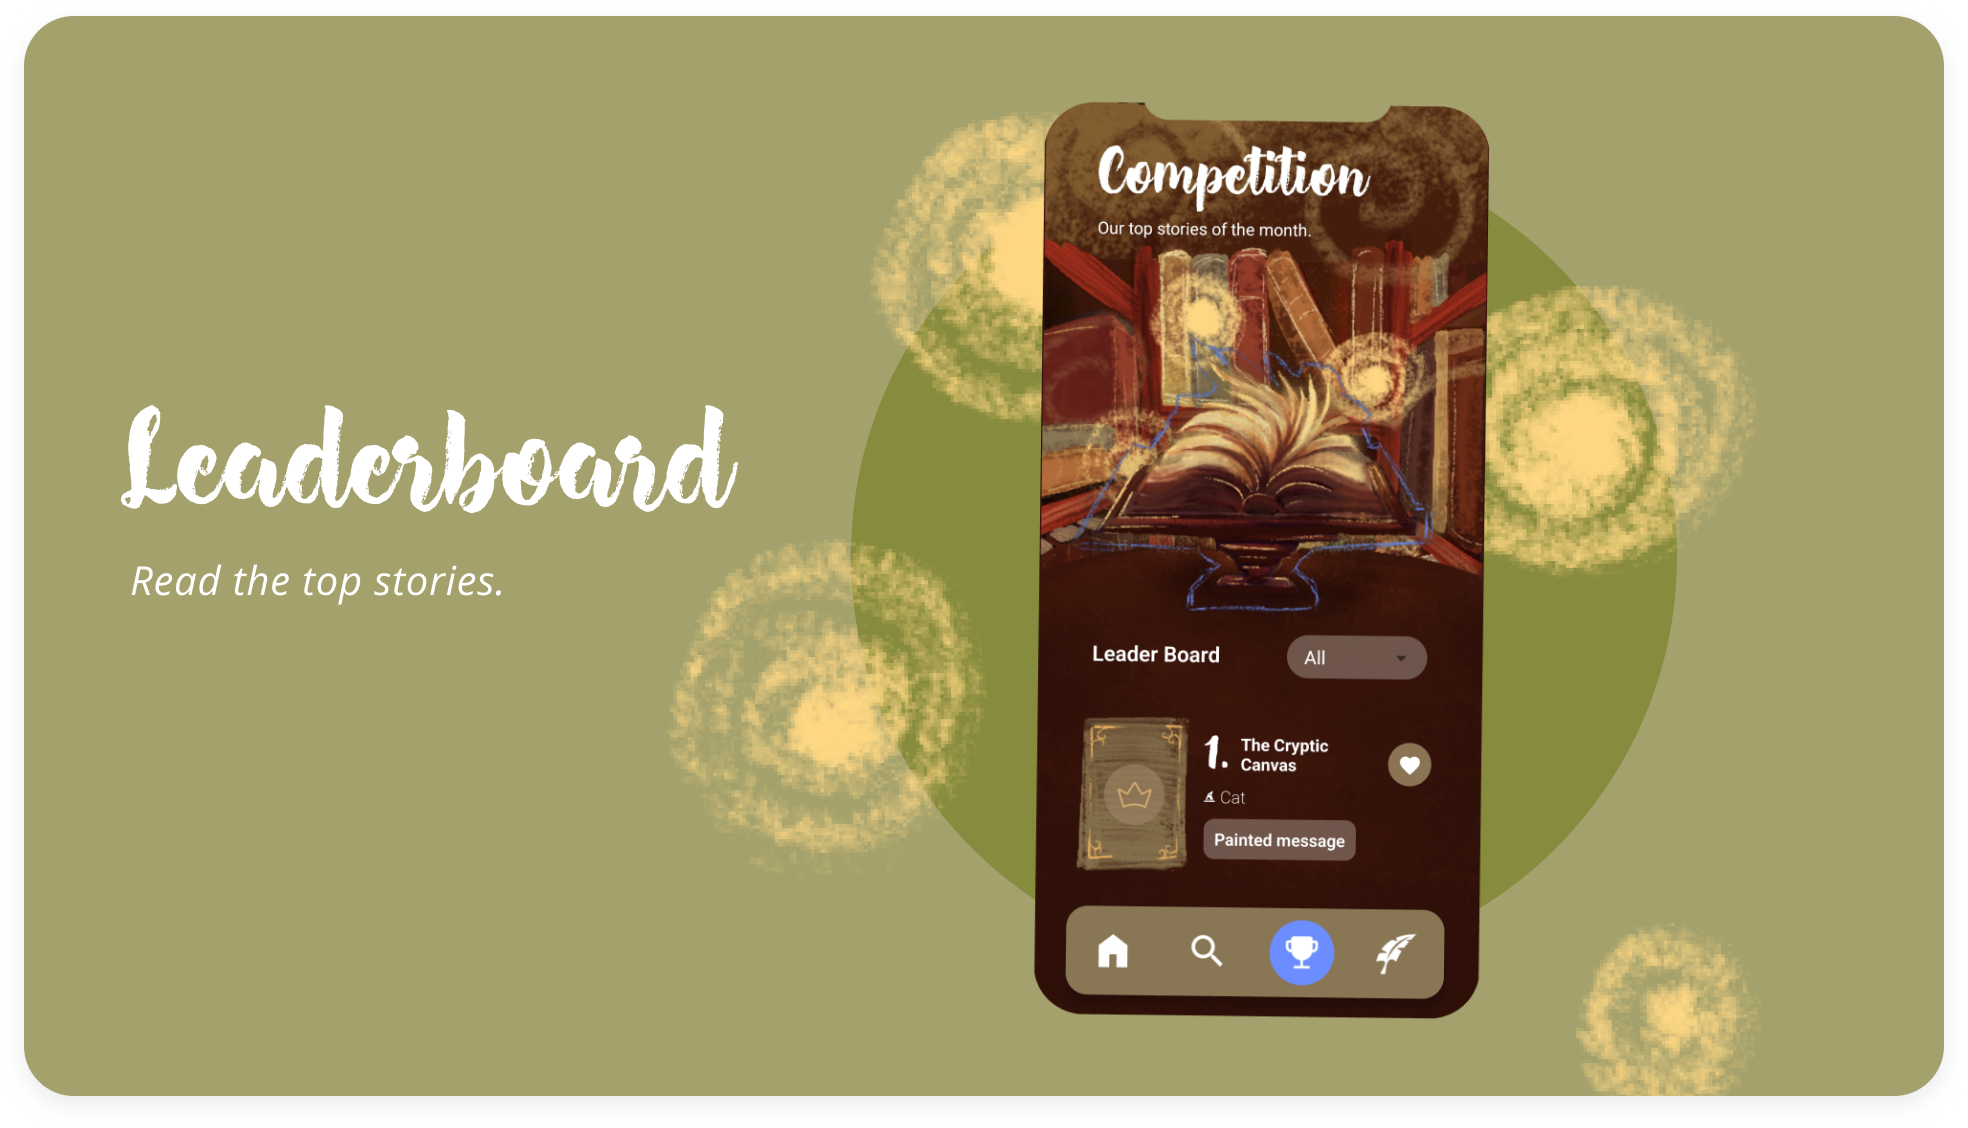 Leaderboard
Read the top stories.
Competition
Our top stories of the month.
Leader Board
All
1. The Cryptic
Canvas
Cat
Painted message